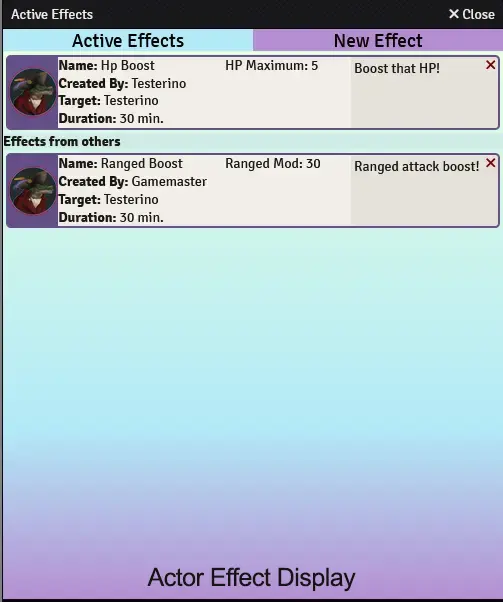 Active Effects
✕ Close
Active Effects
New Effect
Name: Hp Boost
HP Maximum: 5
Boost that HP!
✕
Created By: Testerino
Target: Testerino
Duration: 30 min.
Effects from others
Name: Ranged Boost
Ranged Mod: 30
Ranged attack boost!
✕
Created By: Gamemaster
Target: Testerino
Duration: 30 min.
Actor Effect Display